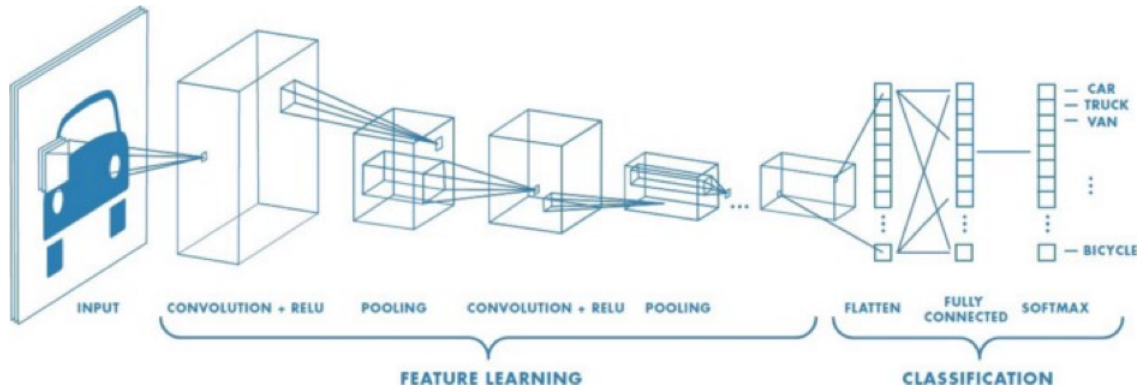 CAR
TRUCK
VAN
BICYCLE
INPUT
CONVOLUTION + RELU
POOLING
CONVOLUTION + RELU
POOLING
FLATTEN
FULLY
CONNECTED
SOFTMAX
FEATURE LEARNING
CLASSIFICATION